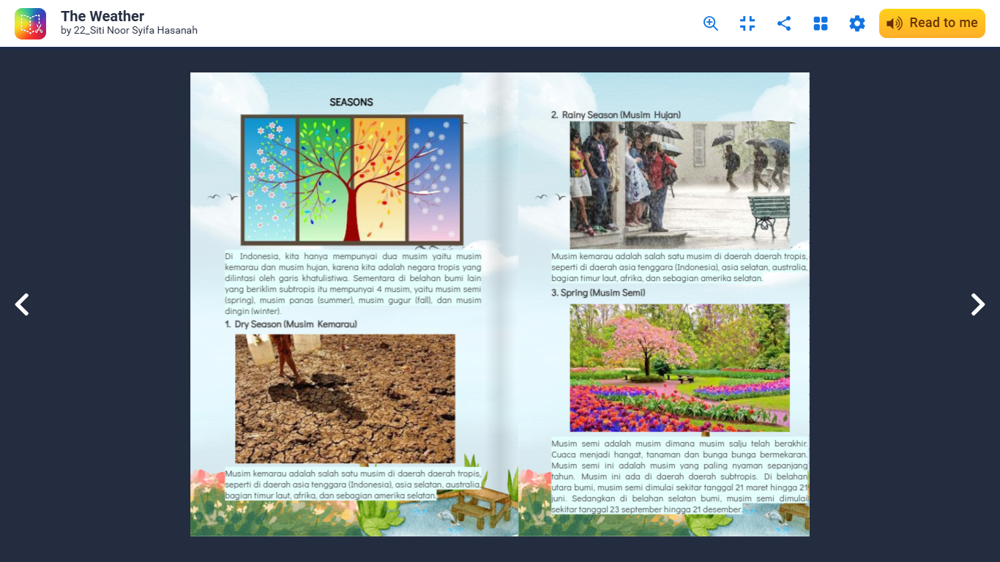 The Weather
by 22_Siti Noor Syifa Hasanah
Read to me
SEASONS
Di Indonesia, kita hanya mempunyai dua musim yaitu musim
kemarau dan musim hujan, karena kita adalah negara tropis yang
dilintasi oleh garis khatulistiwa. Sementara di belahan bumi lain
yang beriklim subtropis itu mempunyai 4 musim, yaitu musim semi
(spring), musim panas (summer), musim gugur (fall), dan musim
dingin (winter).
1. Dry Season (Musim Kemarau)
Musim kemarau adalah salah satu musim di daerah daerah tropis,
seperti di daerah asia tenggara (Indonesia), asia selatan, australia,
bagian timur laut, afrika, dan sebagian amerika selatan.
2. Rainy Season (Musim Hujan)
Musim kemarau adalah salah satu musim di daerah daerah tropis,
seperti di daerah asia tenggara (Indonesia), asia selatan, australia,
bagian timur laut, afrika, dan sebagian amerika selatan.
3. Spring (Musim Semi)
Musim semi adalah musim dimana musim salju telah berakhir.
Cuaca menjadi hangat, tanaman dan bunga bunga bermekaran.
Musim semi ini adalah musim yang paling nyaman sepanjang
tahun. Musim ini ada di daerah daerah subtropis. Di belahan
utara bumi, musim semi dimulai sekitar tanggal 21 maret hingga 21
juni. Sedangkan di belahan selatan bumi, musim semi dimulai
sekitar tanggal 23 september hingga 21 desember.